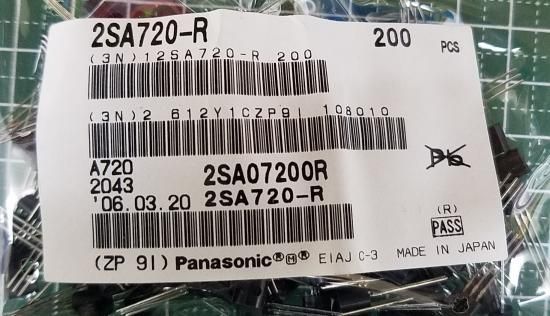 2SA720-R 200 PCS
(3N)12SA720-R 200
(3N)2 612Y1CZP91 108010
A720
2043 2SA07200R
'06.03.20 2SA720-R
Pb
(R)
PASS
(ZP 91) Panasonic®Ⓜ® EIAJ C-3 MADE IN JAPAN